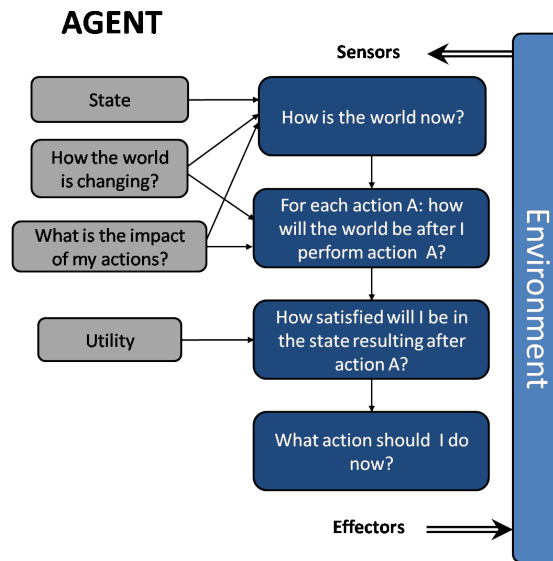 AGENT
Sensors
State
How is the world now?
How the world
is changing?
For each action A: how
will the world be after I
perform action A?
What is the impact
of my actions?
How satisfied will I be in
the state resulting after
action A?
Utility
What action should I do
now?
Effectors
Environment